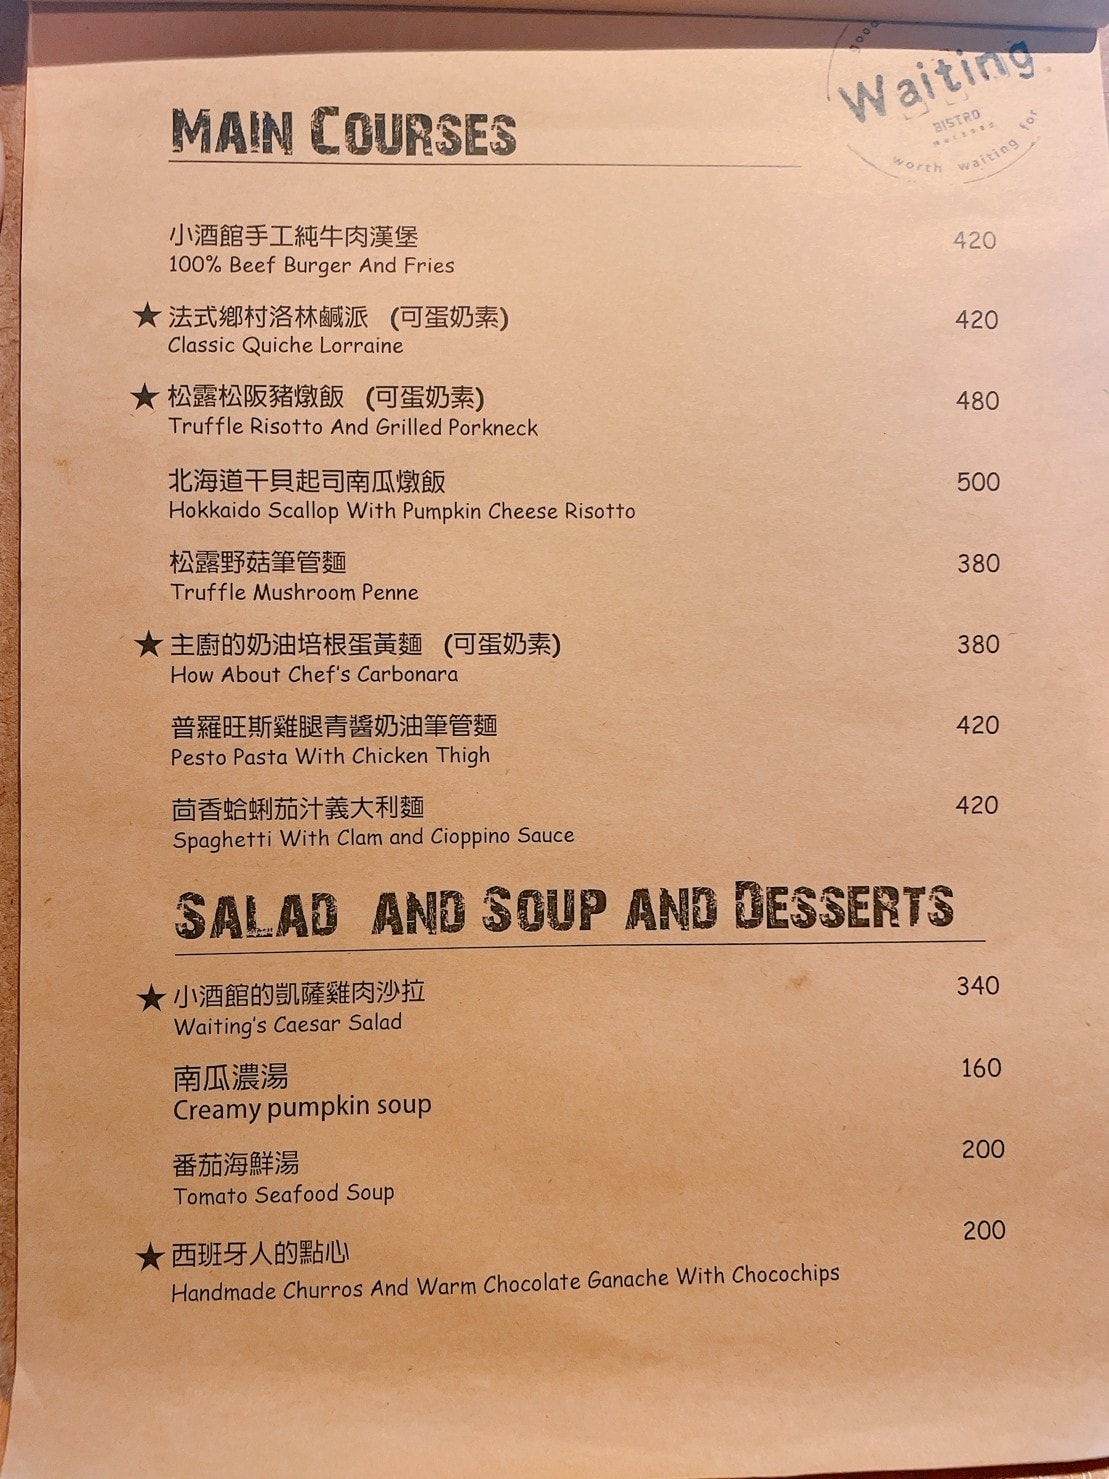 good
Waiting
BISTRO
worth waiting for
MAIN COURSES
小酒館手工純牛肉漢堡 420
100% Beef Burger And Fries
★ 法式鄉村洛林鹹派 (可蛋奶素) 420
Classic Quiche Lorraine
★ 松露松阪豬燉飯 (可蛋奶素) 480
Truffle Risotto And Grilled Porkneck
北海道干貝起司南瓜燉飯 500
Hokkaido Scallop With Pumpkin Cheese Risotto
松露野菇筆管麵 380
Truffle Mushroom Penne
★ 主廚的奶油培根蛋黃麵 (可蛋奶素) 380
How About Chef's Carbonara
普羅旺斯雞腿青醬奶油筆管麵 420
Pesto Pasta With Chicken Thigh
茴香蛤蜊茄汁義大利麵 420
Spaghetti With Clam and Cioppino Sauce
SALAD AND SOUP AND DESSERTS
★ 小酒館的凱薩雞肉沙拉 340
Waiting's Caesar Salad
南瓜濃湯 160
Creamy pumpkin soup
番茄海鮮湯 200
Tomato Seafood Soup
★ 西班牙人的點心 200
Handmade Churros And Warm Chocolate Ganache With Chocochips